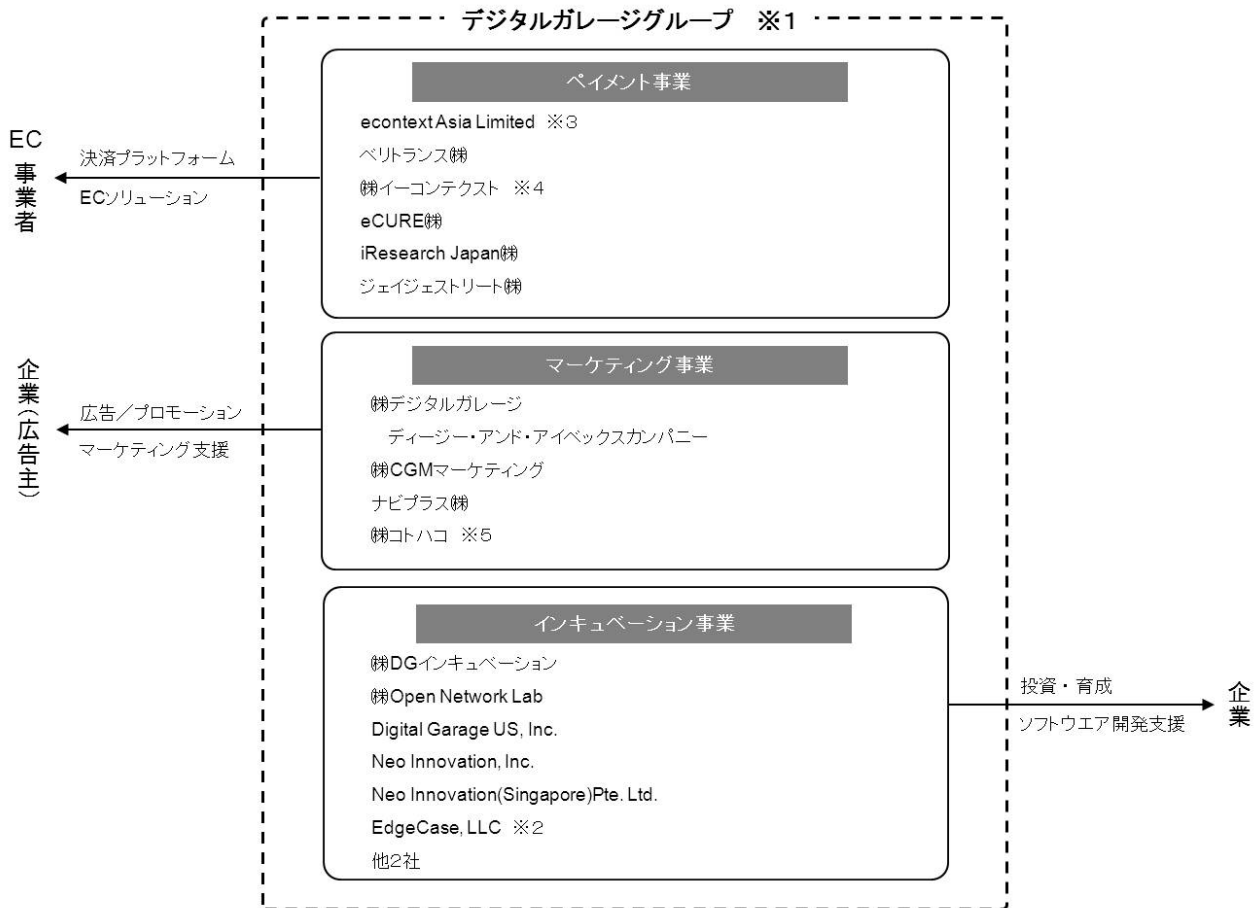 デジタルガレージグループ ※1
ペイメント事業
econtext Asia Limited ※3
ベリトランス㈱
㈱イーコンテクスト ※4
eCURE㈱
iResearch Japan㈱
ジェイジェストリート㈱
EC事業者
決済プラットフォーム
ECソリューション
マーケティング事業
㈱デジタルガレージ
ディージー・アンド・アイベックスカンパニー
㈱CGMマーケティング
ナビプラス㈱
㈱コトハコ ※5
企業(広告主)
広告／プロモーション
マーケティング支援
インキュベーション事業
㈱DGインキュベーション
㈱Open Network Lab
Digital Garage US, Inc.
Neo Innovation, Inc.
Neo Innovation(Singapore)Pte. Ltd.
EdgeCase, LLC ※2
他2社
投資・育成
ソフトウエア開発支援
企業